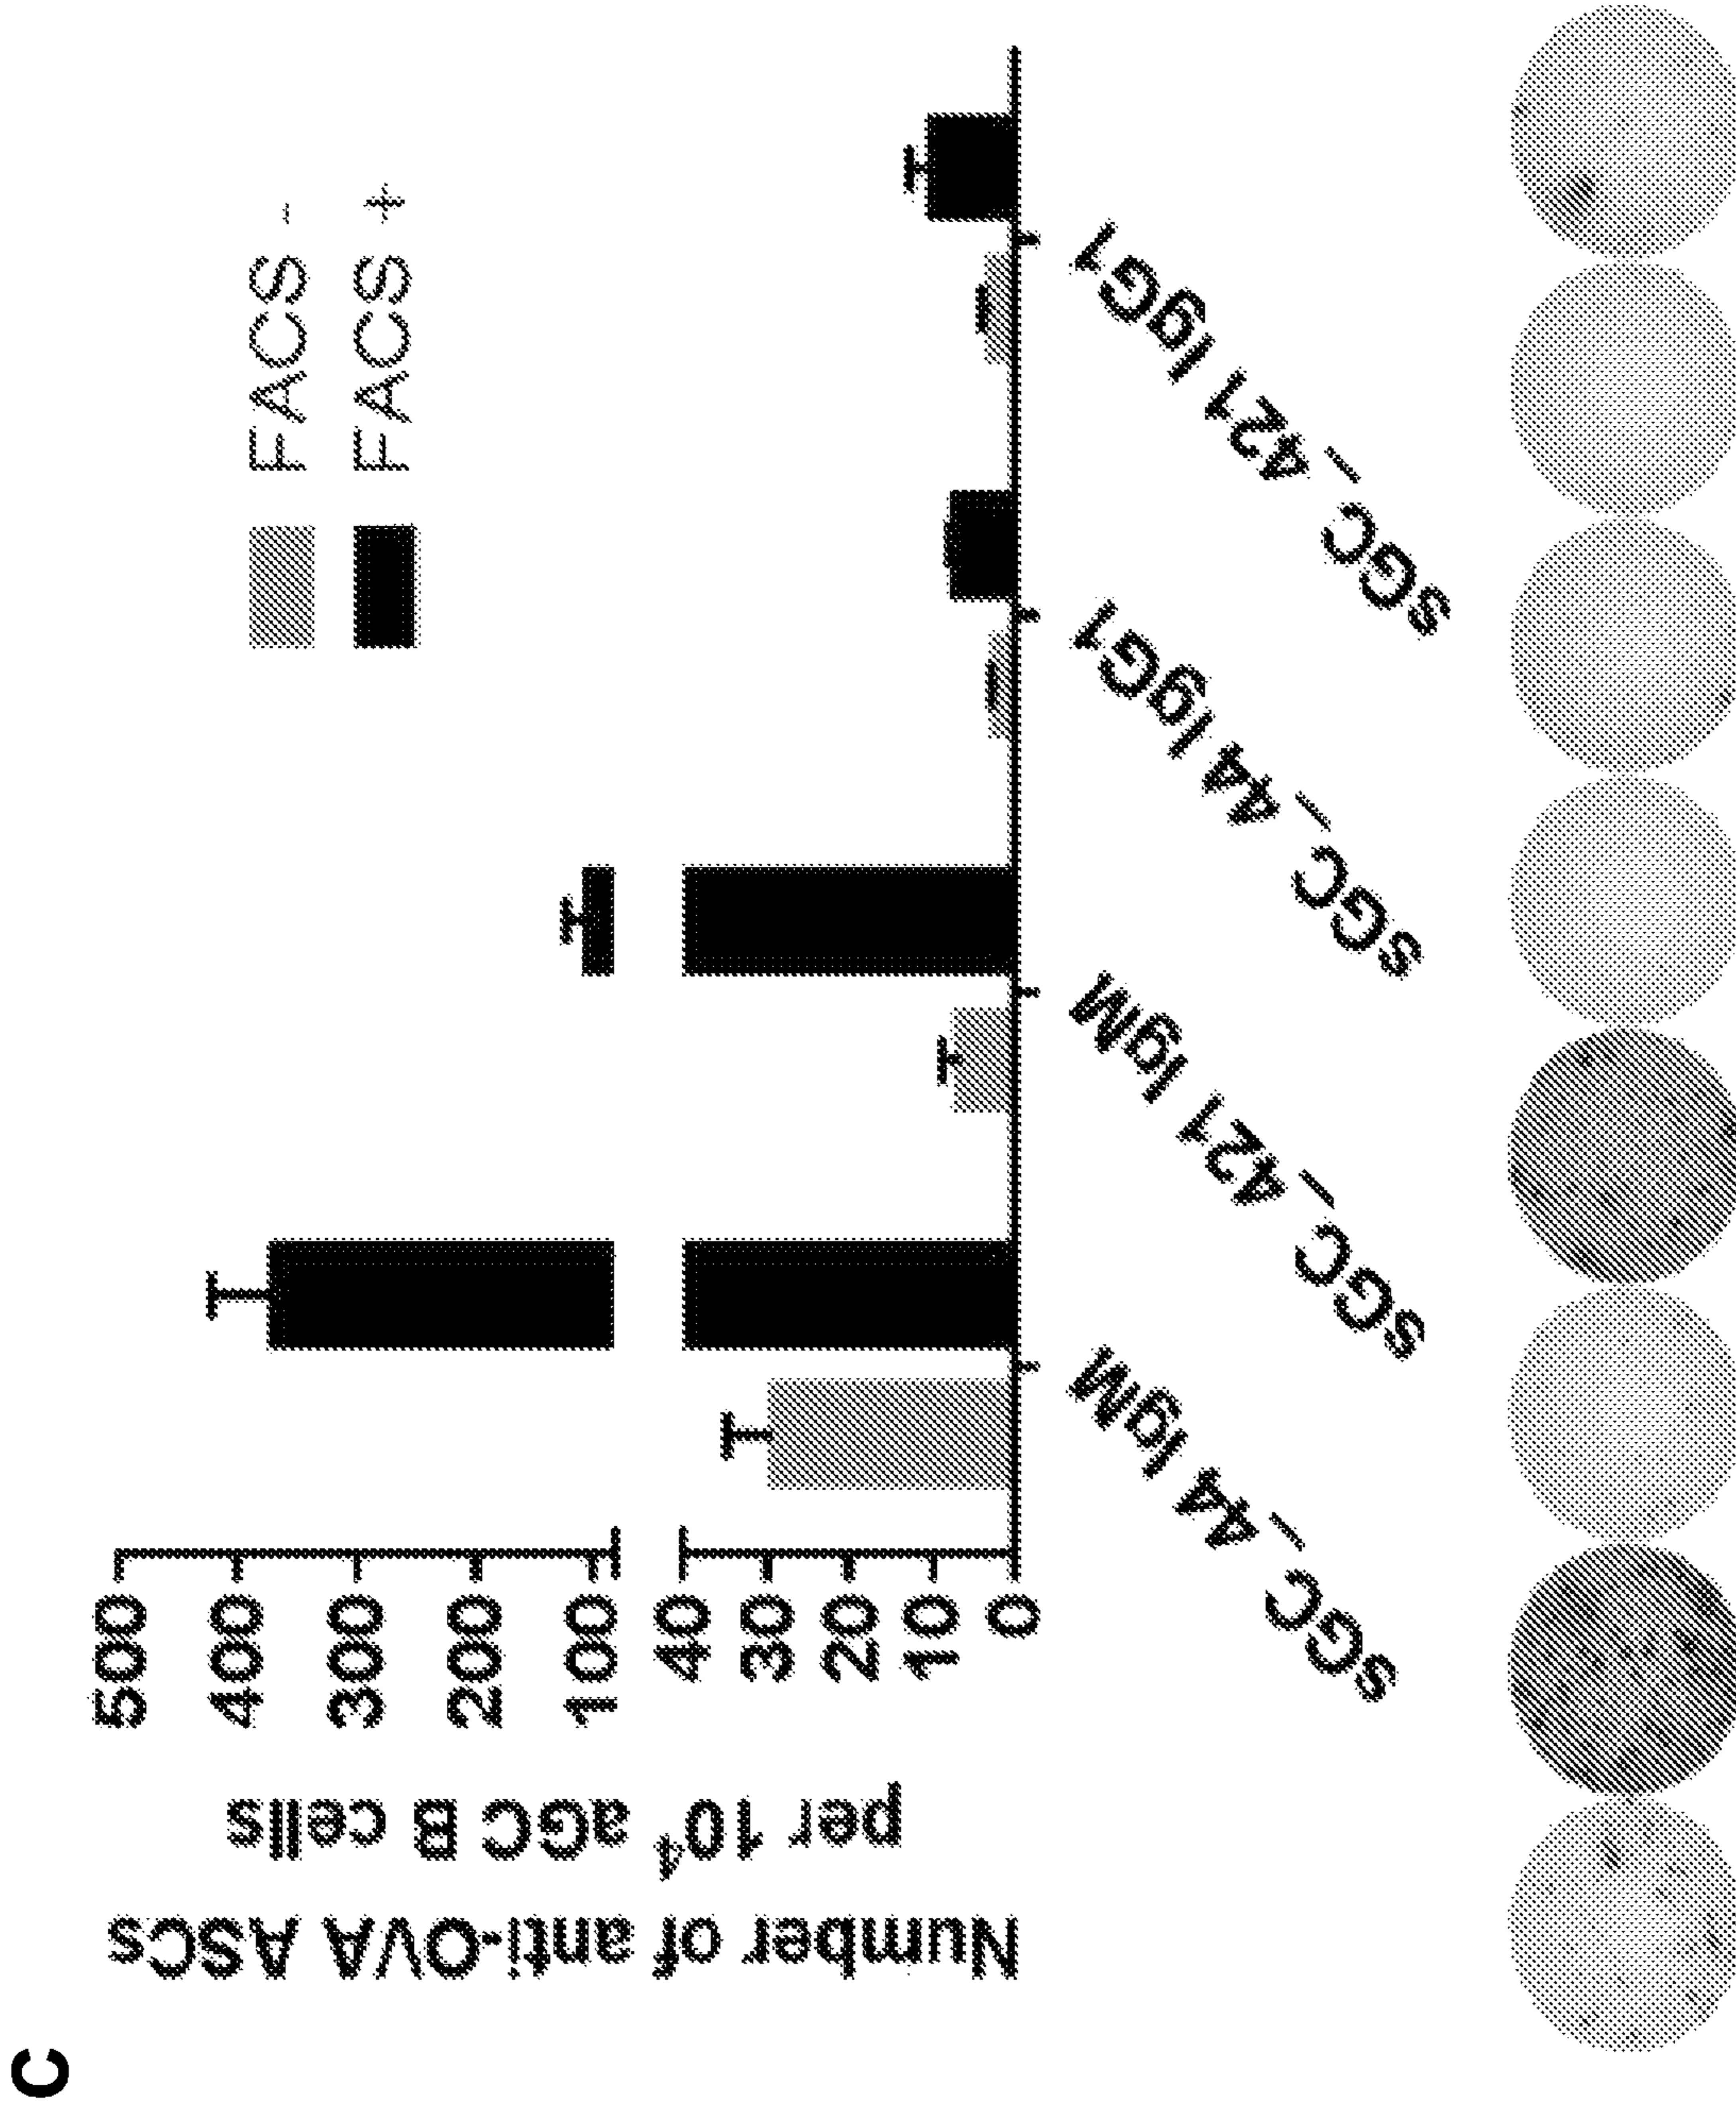 C
Number of anti-OVA ASCs
per 10⁴ aGC B cells
500
400
300
200
100
40
30
20
10
0
FACS -
FACS +
sGC_44 IgM
sGC_421 IgM
sGC_44 IgG1
sGC_421 IgG1